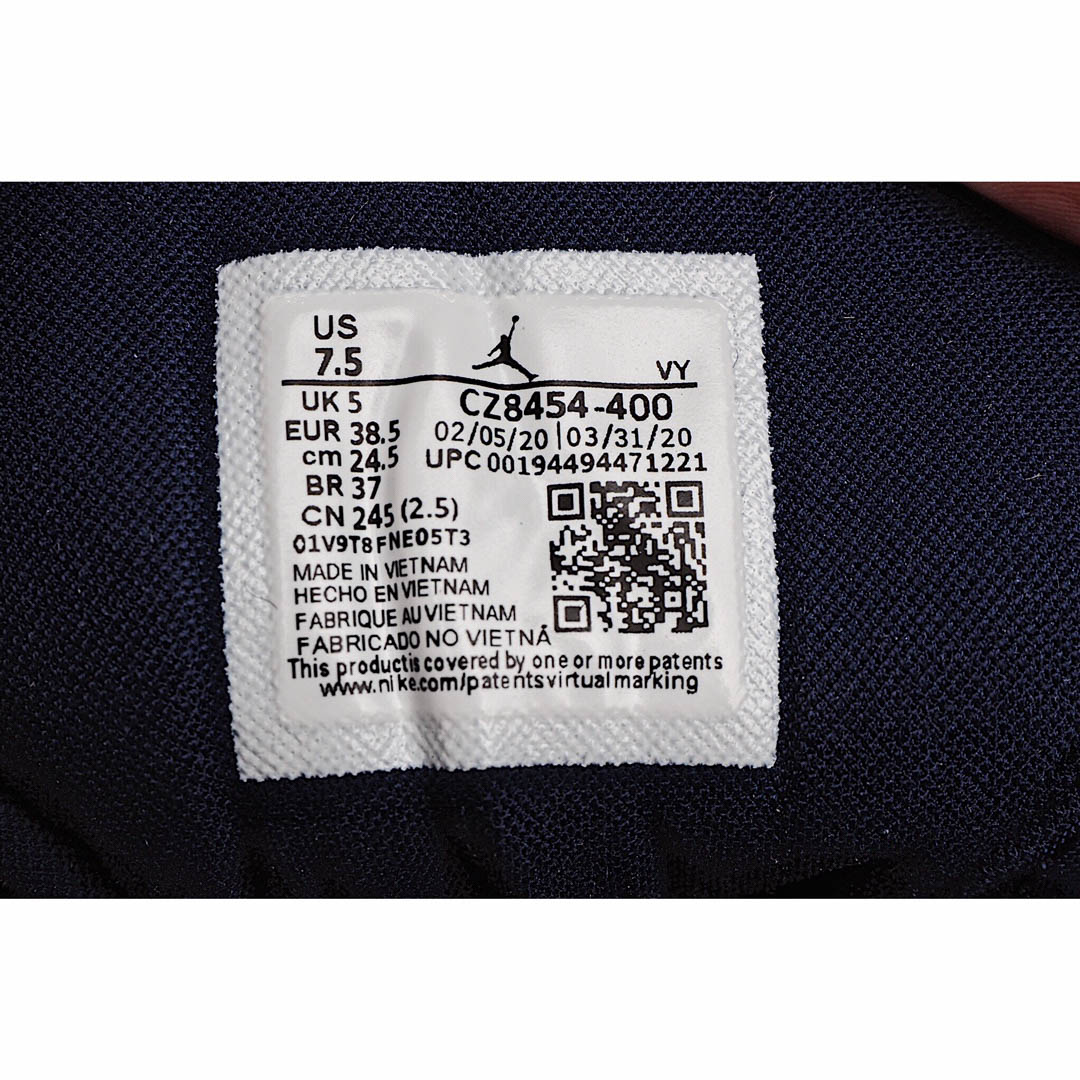 US
7.5
VY
UK 5
EUR 38.5
cm 24.5
BR 37
CN 245 (2.5)
CZ8454-400
02/05/20 | 03/31/20
UPC 00194494471221
01V9T8FNE05T3
MADE IN VIETNAM
HECHO EN VIETNAM
FABRIQUE AU VIETNAM
FABRICADO NO VIETNÃ
This product is covered by one or more patents
www.nike.com/patentsvirtualmarking